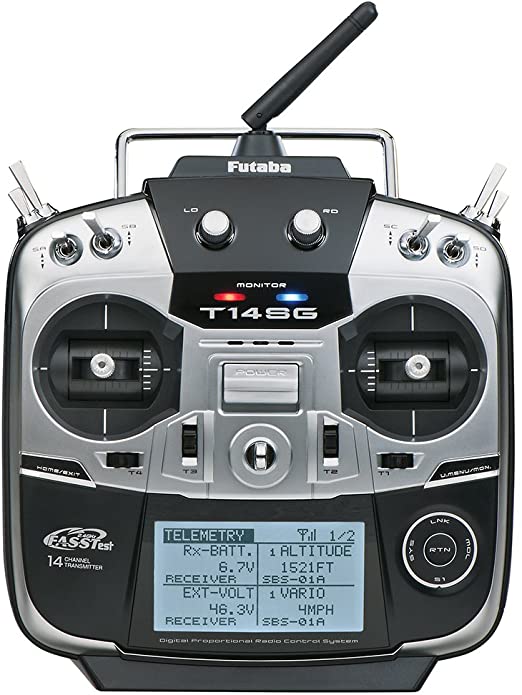 Futaba
LD
RD
SA
SB
SC
SD
MONITOR
T14SG
POWER
T4
T3
T2
T1
HOME/EXIT
U.MENU/MON.
2.4GHz
FASSTest
14 CHANNEL
TRANSMITTER
LNK
SYS
MDL
RTN
S1
TELEMETRY 1/2
Rx-BATT. 1 ALTITUDE
6.7V 1521FT
RECEIVER SBS-01A
EXT-VOLT 1 VARIO
46.3V 4MPH
RECEIVER SBS-01A
Digital Proportional Radio Control System